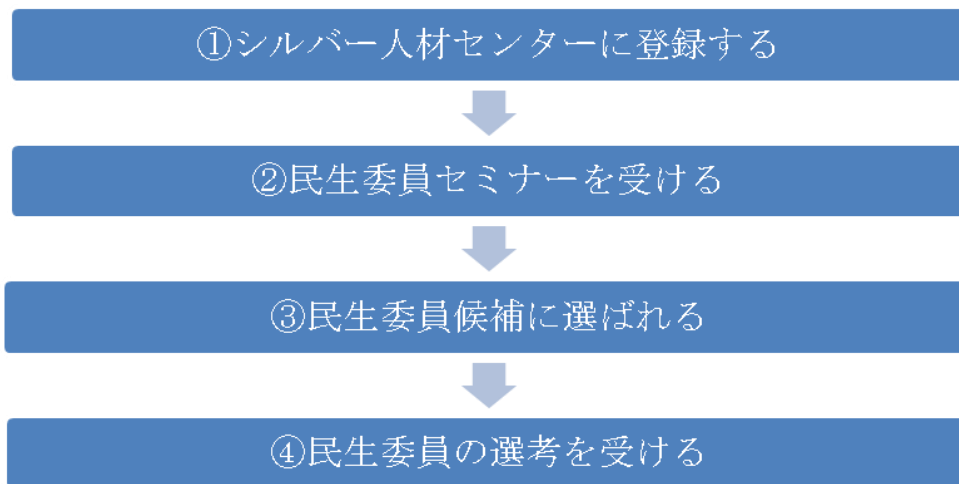 ①シルバー人材センターに登録する
②民生委員セミナーを受ける
③民生委員候補に選ばれる
④民生委員の選考を受ける